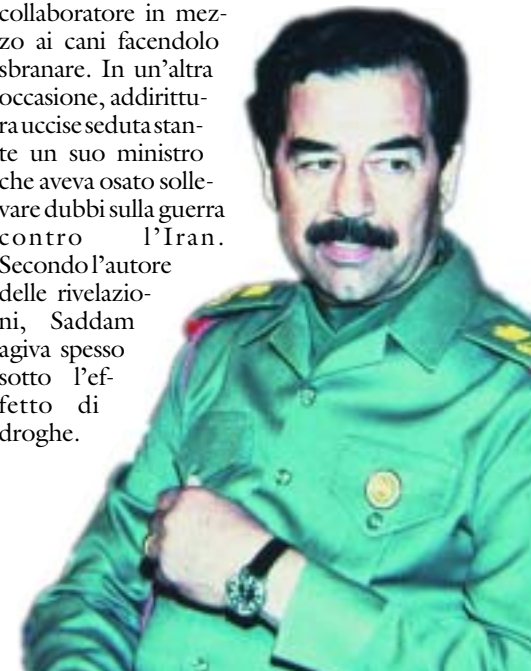 collaboratore in mez-
zo ai cani facendolo
sbranare. In un’altra
occasione, addirittu-
ra uccise seduta stan-
te un suo ministro
che aveva osato solle-
vare dubbi sulla guerra
contro l’Iran.
Secondo l’autore
delle rivelazio-
ni, Saddam
agiva spesso
sotto l’ef-
fetto di
droghe.